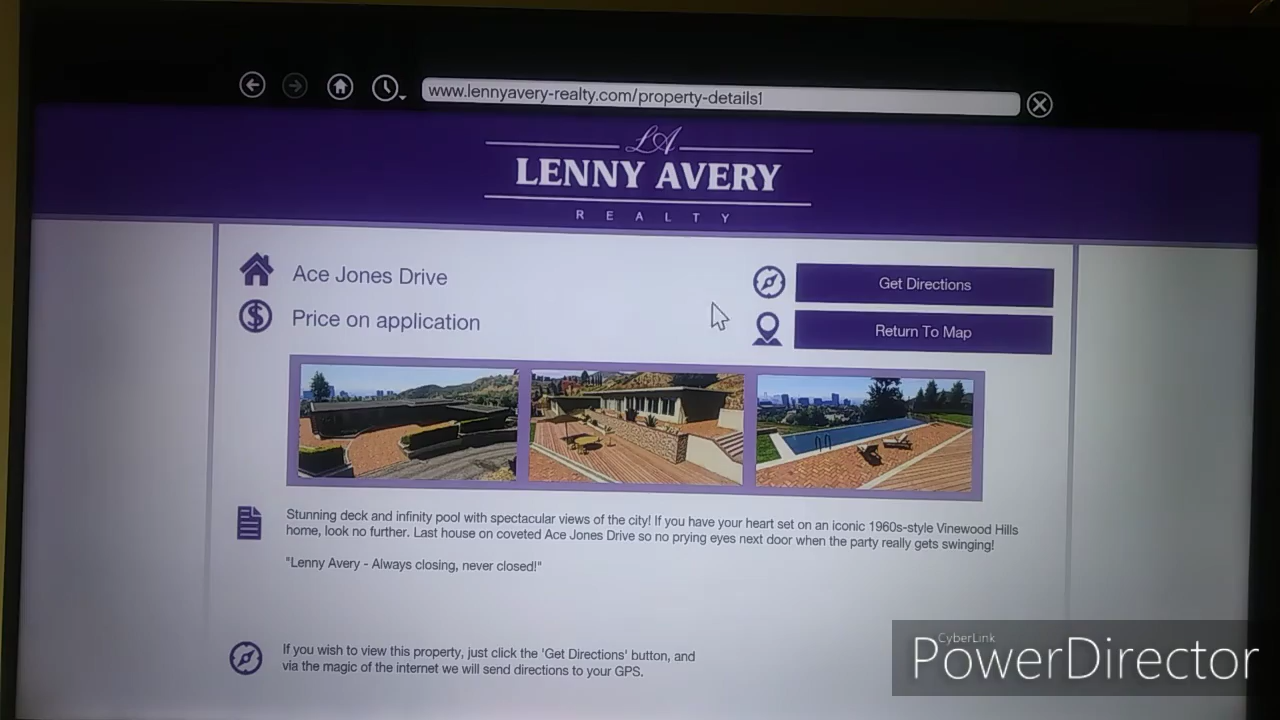 www.lennyavery-realty.com/property-details1
LA
LENNY AVERY
REALTY
Ace Jones Drive
Get Directions
Price on application
Return To Map
Stunning deck and infinity pool with spectacular views of the city! If you have your heart set on an iconic 1960s-style Vinewood Hills
home, look no further. Last house on coveted Ace Jones Drive so no prying eyes next door when the party really gets swinging!
"Lenny Avery - Always closing, never closed!"
If you wish to view this property, just click the 'Get Directions' button, and
via the magic of the internet we will send directions to your GPS.
CyberLink
PowerDirector